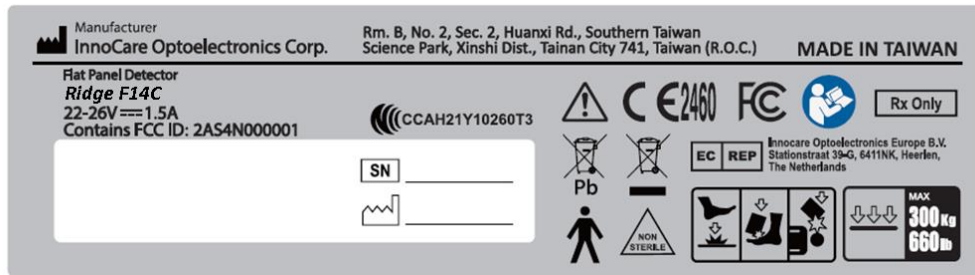 Manufacturer
InnoCare Optoelectronics Corp.
Rm. B, No. 2, Sec. 2, Huanxi Rd., Southern Taiwan
Science Park, Xinshi Dist., Tainan City 741, Taiwan (R.O.C.)
MADE IN TAIWAN
Flat Panel Detector
Ridge F14C
22-26V⎓1.5A
Contains FCC ID: 2AS4N000001
CCAH21Y10260T3
CE2460
FC
Rx Only
Pb
EC REP
Innocare Optoelectronics Europe B.V.
Stationstraat 39-G, 6411NK, Heerlen,
The Netherlands
SN
NON
STERILE
MAX
300Kg
660lb